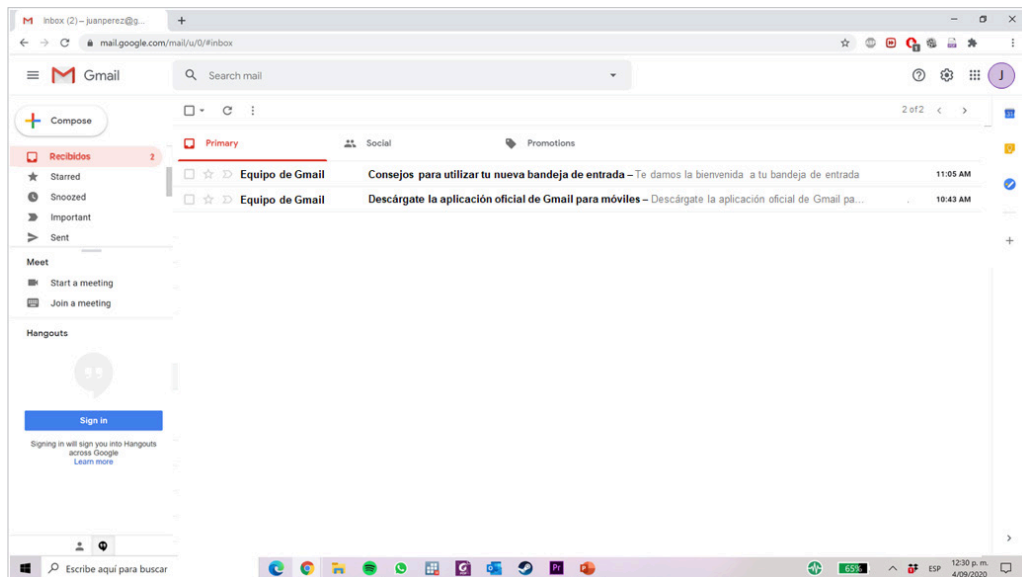 Inbox (2) – juanperez@g...
mail.google.com/mail/u/0/#inbox
Gmail
Search mail
J
Compose
2 of 2
Primary
Social
Promotions
Recibidos 2
Starred
Snoozed
Important
Sent
Equipo de Gmail Consejos para utilizar tu nueva bandeja de entrada – Te damos la bienvenida a tu bandeja de entrada 11:05 AM
Equipo de Gmail Descárgate la aplicación oficial de Gmail para móviles – Descárgate la aplicación oficial de Gmail pa... 10:43 AM
Meet
Start a meeting
Join a meeting
Hangouts
Sign in
Signing in will sign you into Hangouts
across Google
Learn more
Escribe aquí para buscar
Pr
65%
ESP
12:30 p. m.
4/09/2020